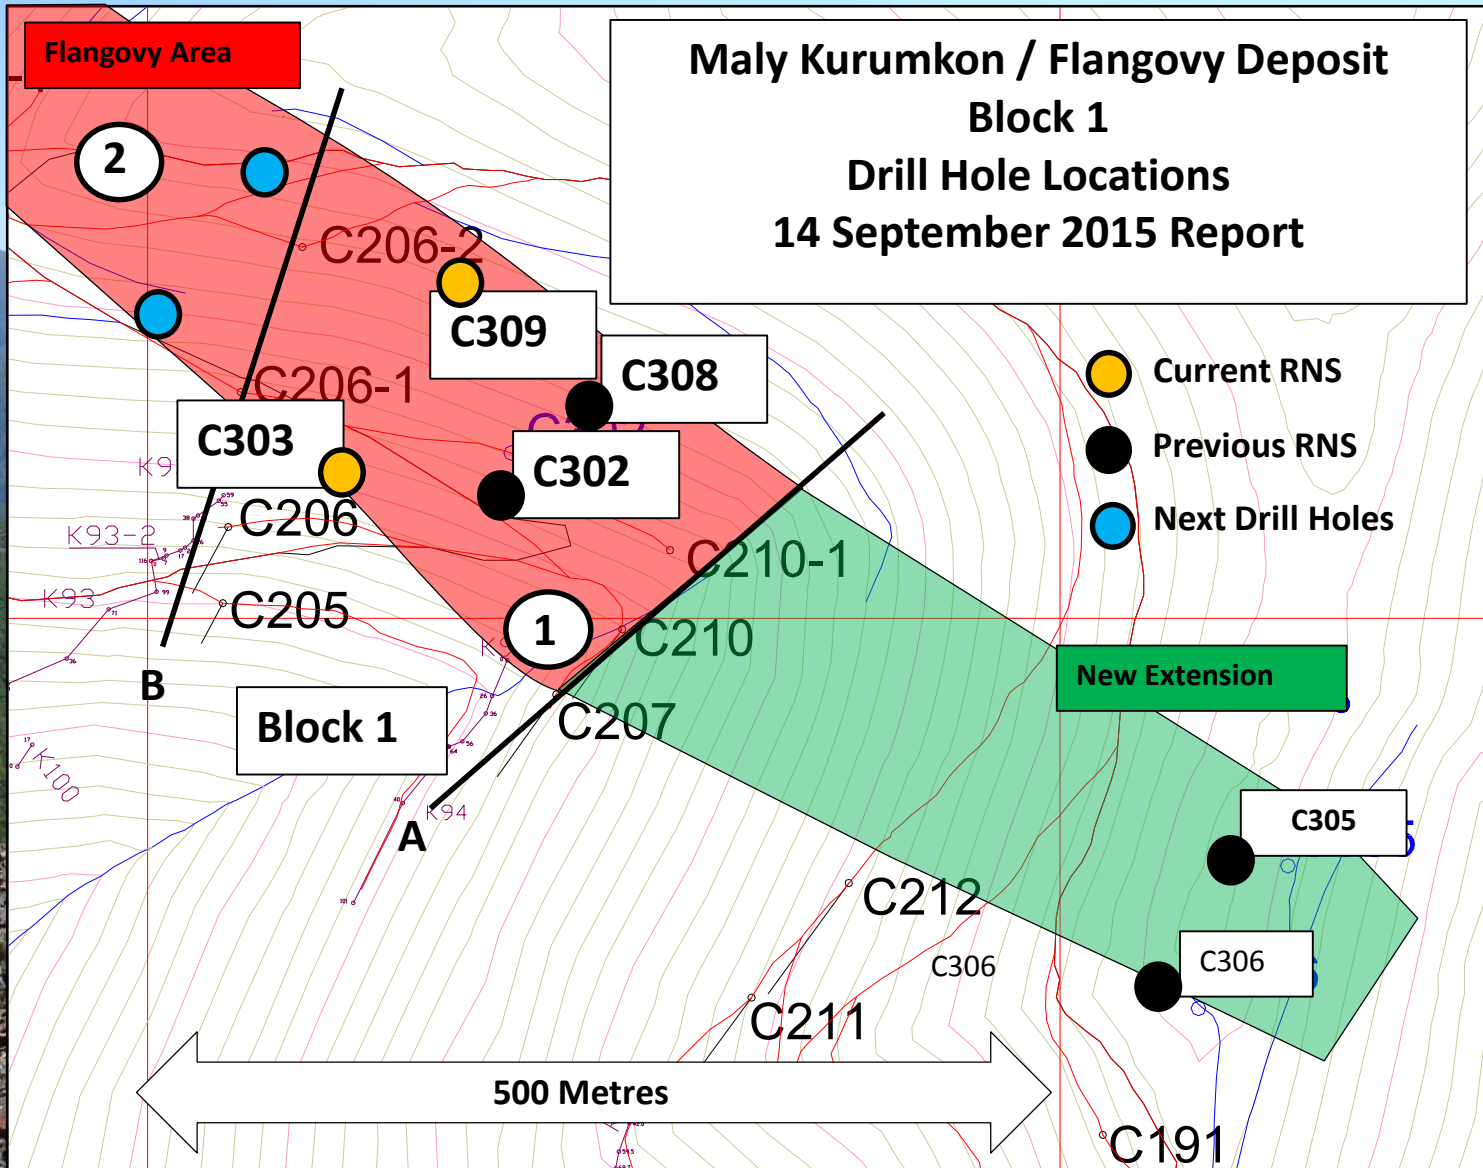 Flangovy Area
Maly Kurumkon / Flangovy Deposit
Block 1
Drill Hole Locations
14 September 2015 Report
2
C206-2
C309
C308
C206-1
C303
C302
Current RNS
Previous RNS
Next Drill Holes
K9
C206
K93-2
C210-1
K93
C205
1
C210
B
New Extension
Block 1
C207
K100
K94
A
C305
5
C212
C306
C306
C211
500 Metres
C191